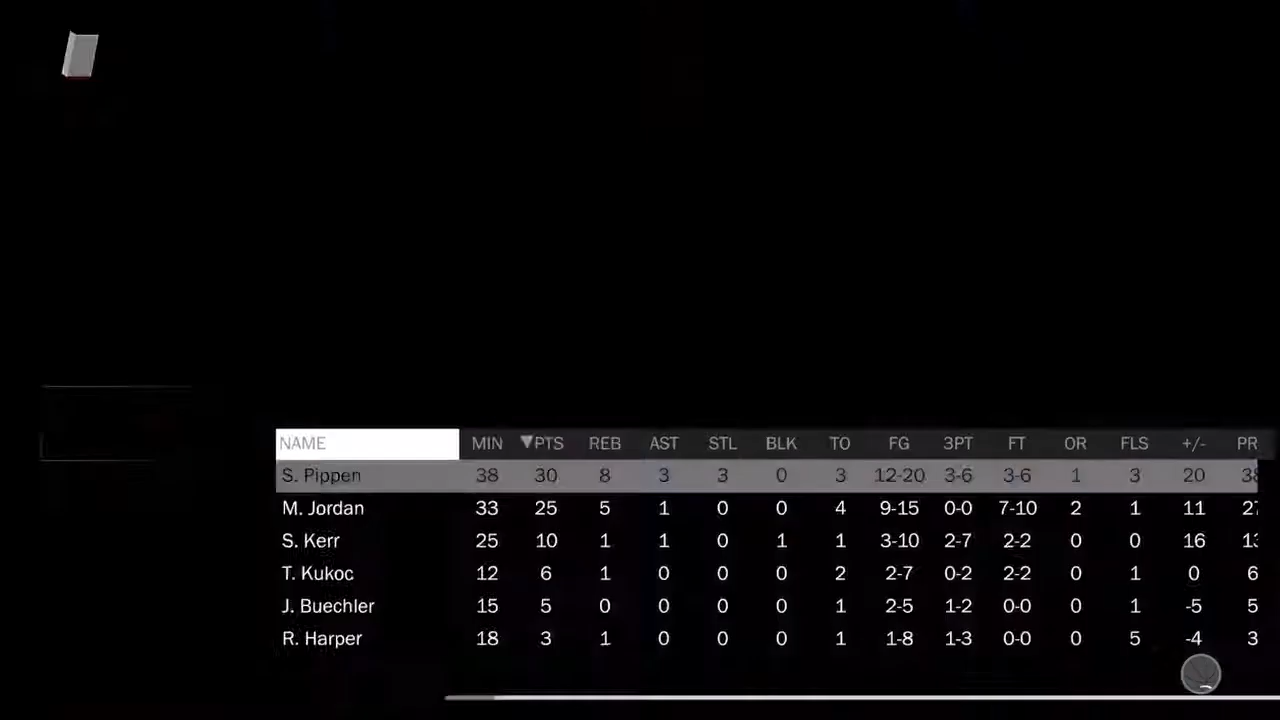 NAME MIN ▼PTS REB AST STL BLK TO FG 3PT FT OR FLS +/- PR
S. Pippen 38 30 8 3 3 0 3 12-20 3-6 3-6 1 3 20 38
M. Jordan 33 25 5 1 0 0 4 9-15 0-0 7-10 2 1 11 27
S. Kerr 25 10 1 1 0 1 1 3-10 2-7 2-2 0 0 16 13
T. Kukoc 12 6 1 0 0 0 2 2-7 0-2 2-2 0 1 0 6
J. Buechler 15 5 0 0 0 0 1 2-5 1-2 0-0 0 1 -5 5
R. Harper 18 3 1 0 0 0 1 1-8 1-3 0-0 0 5 -4 3